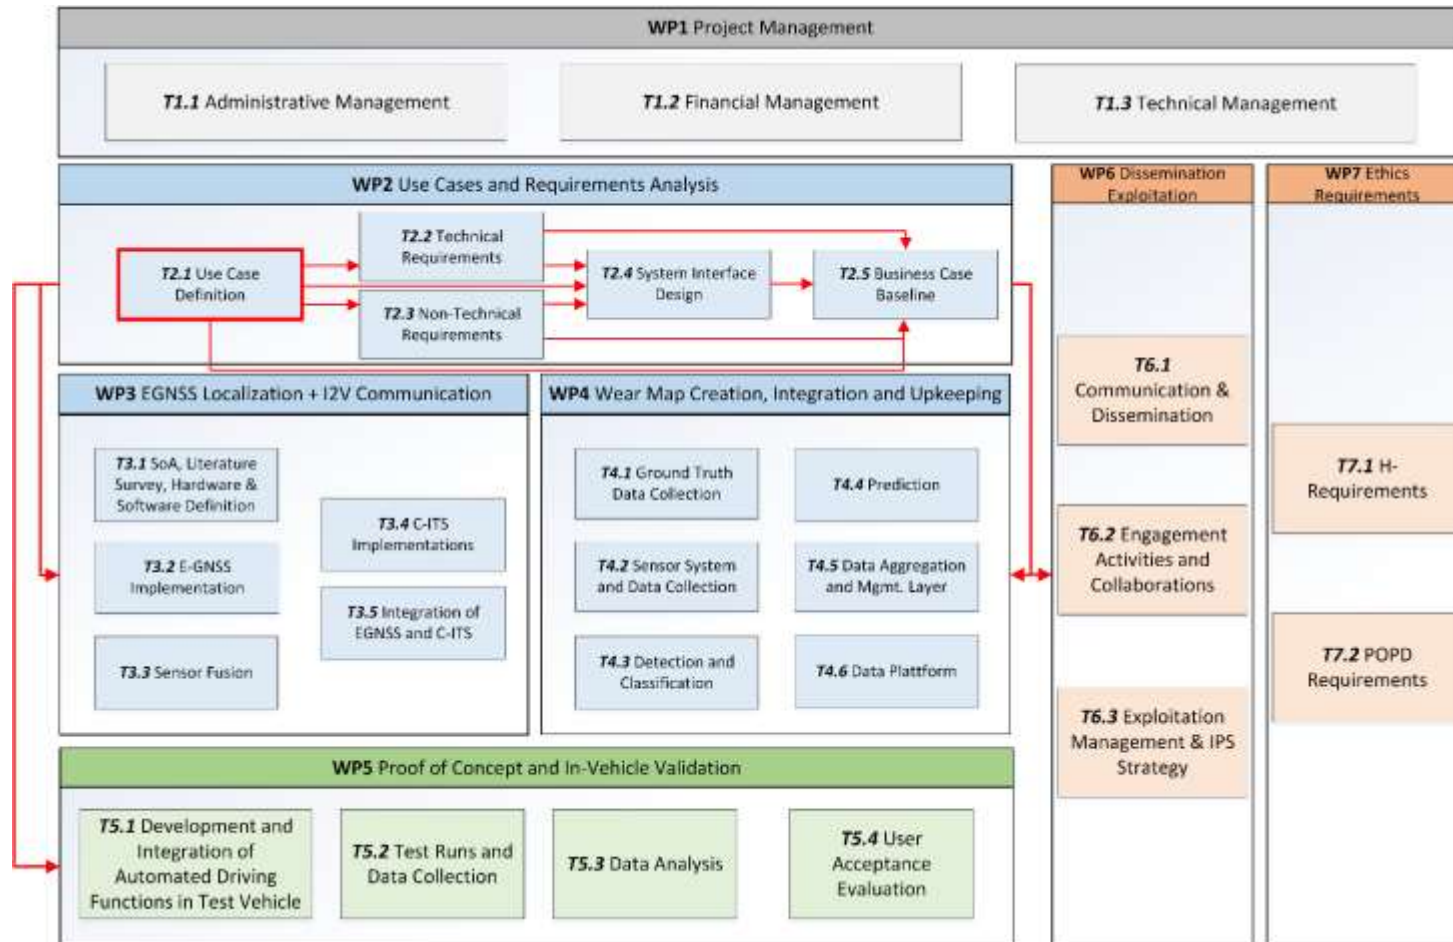 WP1 Project Management
T1.1 Administrative Management
T1.2 Financial Management
T1.3 Technical Management
WP2 Use Cases and Requirements Analysis
T2.1 Use Case
Definition
T2.2 Technical
Requirements
T2.3 Non-Technical
Requirements
T2.4 System Interface
Design
T2.5 Business Case
Baseline
WP3 EGNSS Localization + I2V Communication
T3.1 SoA, Literature
Survey, Hardware &
Software Definition
T3.2 E-GNSS
Implementation
T3.3 Sensor Fusion
T3.4 C-ITS
Implementations
T3.5 Integration of
EGNSS and C-ITS
WP4 Wear Map Creation, Integration and Upkeeping
T4.1 Ground Truth
Data Collection
T4.2 Sensor System
and Data Collection
T4.3 Detection and
Classification
T4.4 Prediction
T4.5 Data Aggregation
and Mgmt. Layer
T4.6 Data Plattform
WP5 Proof of Concept and In-Vehicle Validation
T5.1 Development and
Integration of
Automated Driving
Functions in Test Vehicle
T5.2 Test Runs and
Data Collection
T5.3 Data Analysis
T5.4 User
Acceptance
Evaluation
WP6 Dissemination
Exploitation
T6.1
Communication &
Dissemination
T6.2 Engagement
Activities and
Collaborations
T6.3 Exploitation
Management & IPS
Strategy
WP7 Ethics
Requirements
T7.1 H-
Requirements
T7.2 POPD
Requirements